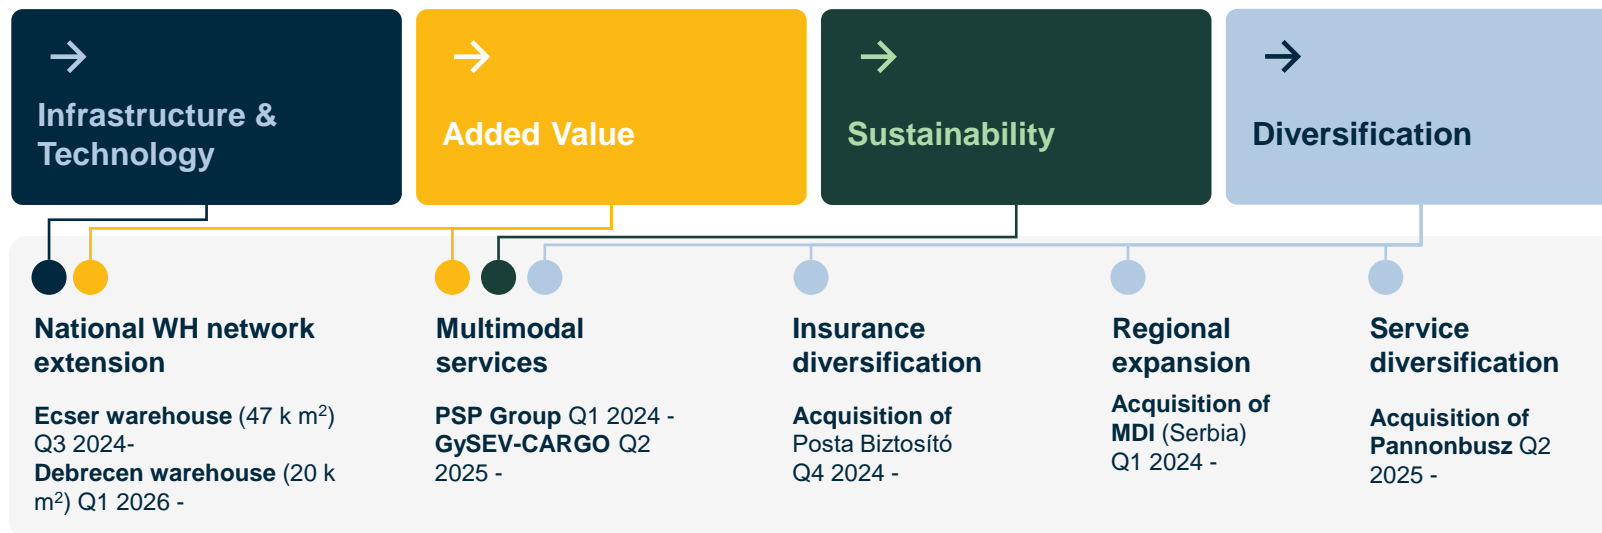 Infrastructure &
Technology
Added Value
Sustainability
Diversification
National WH network
extension
Ecser warehouse (47 k m²)
Q3 2024-
Debrecen warehouse (20 k
m²) Q1 2026 -
Multimodal
services
PSP Group Q1 2024 -
GySEV-CARGO Q2
2025 -
Insurance
diversification
Acquisition of
Posta Biztosító
Q4 2024 -
Regional
expansion
Acquisition of
MDI (Serbia)
Q1 2024 -
Service
diversification
Acquisition of
Pannonbusz Q2
2025 -